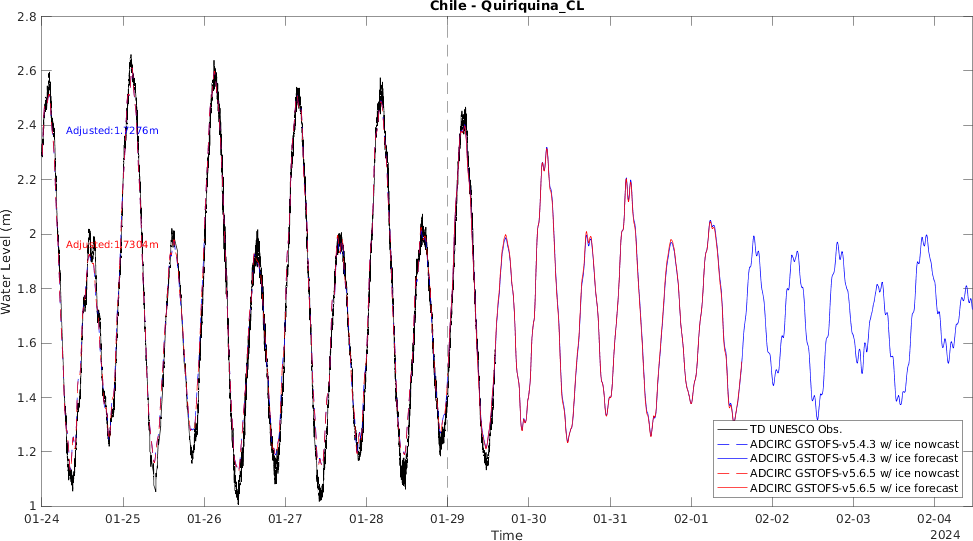 Chile - Quiriquina_CL
2.8
2.6
2.4
2.2
2
1.8
1.6
1.4
1.2
1
Water Level (m)
Adjusted:1.7276m
Adjusted:1.7304m
TD UNESCO Obs.
ADCIRC GSTOFS-v5.4.3 w/ ice nowcast
ADCIRC GSTOFS-v5.4.3 w/ ice forecast
ADCIRC GSTOFS-v5.6.5 w/ ice nowcast
ADCIRC GSTOFS-v5.6.5 w/ ice forecast
01-24 01-25 01-26 01-27 01-28 01-29 01-30 01-31 02-01 02-02 02-03 02-04
Time 2024